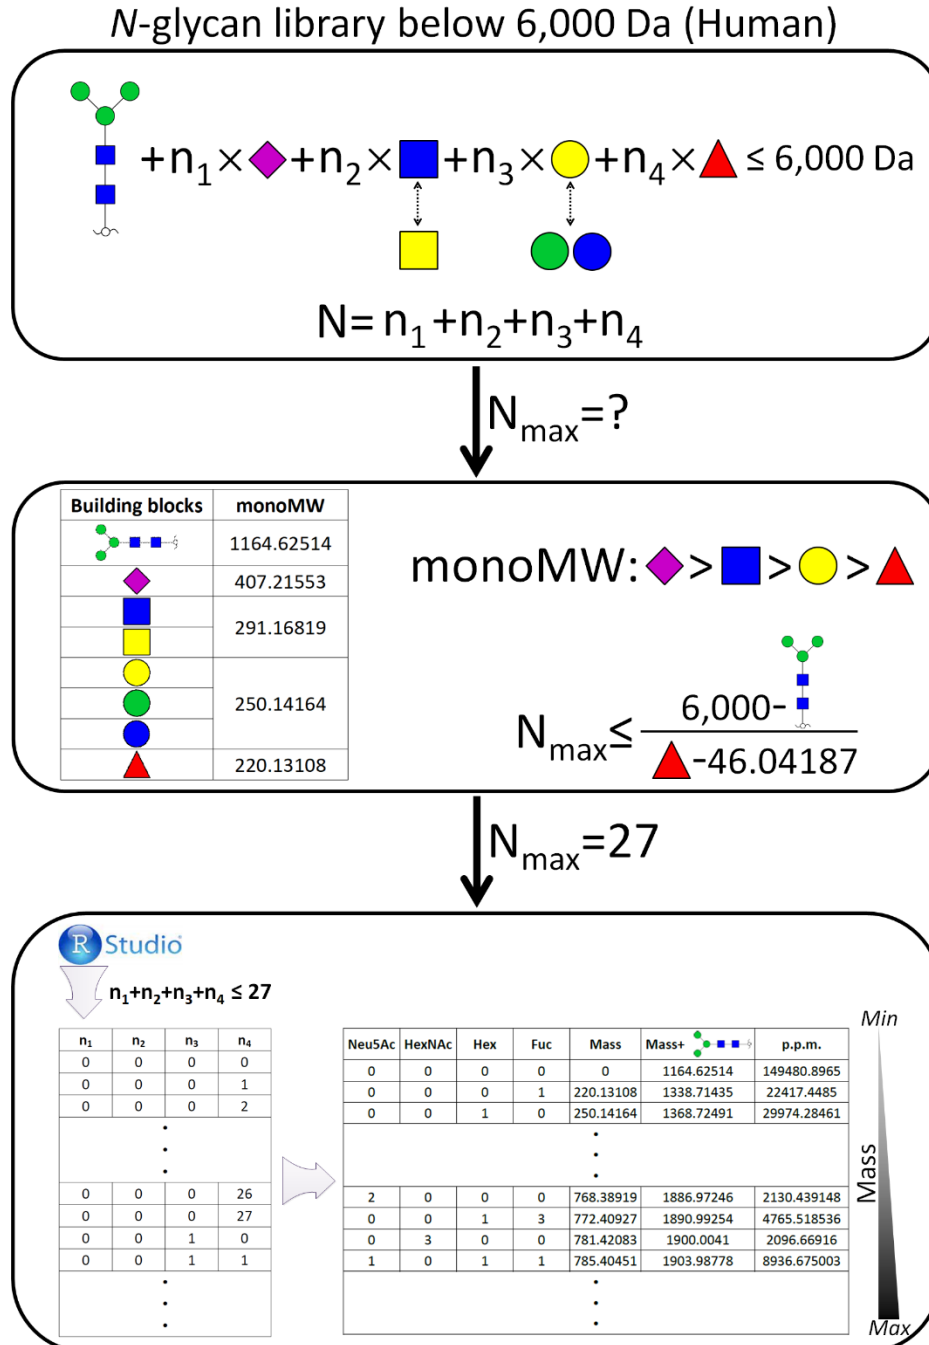 N-glycan library below 6,000 Da (Human)
+n1×+n2×+n3×+n4×≤ 6,000 Da
N=n1+n2+n3+n4
Nmax=?
Building blocks monoMW
1164.62514
407.21553
291.16819
250.14164
220.13108
monoMW: > > >
Nmax≤ 6,000-
-46.04187
Nmax=27
R Studio
n1+n2+n3+n4 ≤ 27
n1 n2 n3 n4
0 0 0 0
0 0 0 1
0 0 0 2
0 0 0 26
0 0 0 27
0 0 1 0
0 0 1 1
Neu5Ac HexNAc Hex Fuc Mass Mass+ p.p.m.
0 0 0 0 0 1164.62514 149480.8965
0 0 0 1 220.13108 1338.71435 22417.4485
0 0 1 0 250.14164 1368.72491 29974.28461
2 0 0 0 768.38919 1886.97246 2130.439148
0 0 1 3 772.40927 1890.99254 4765.518536
0 3 0 0 781.42083 1900.0041 2096.66916
1 0 1 1 785.40451 1903.98778 8936.675003
Min
Mass
Max